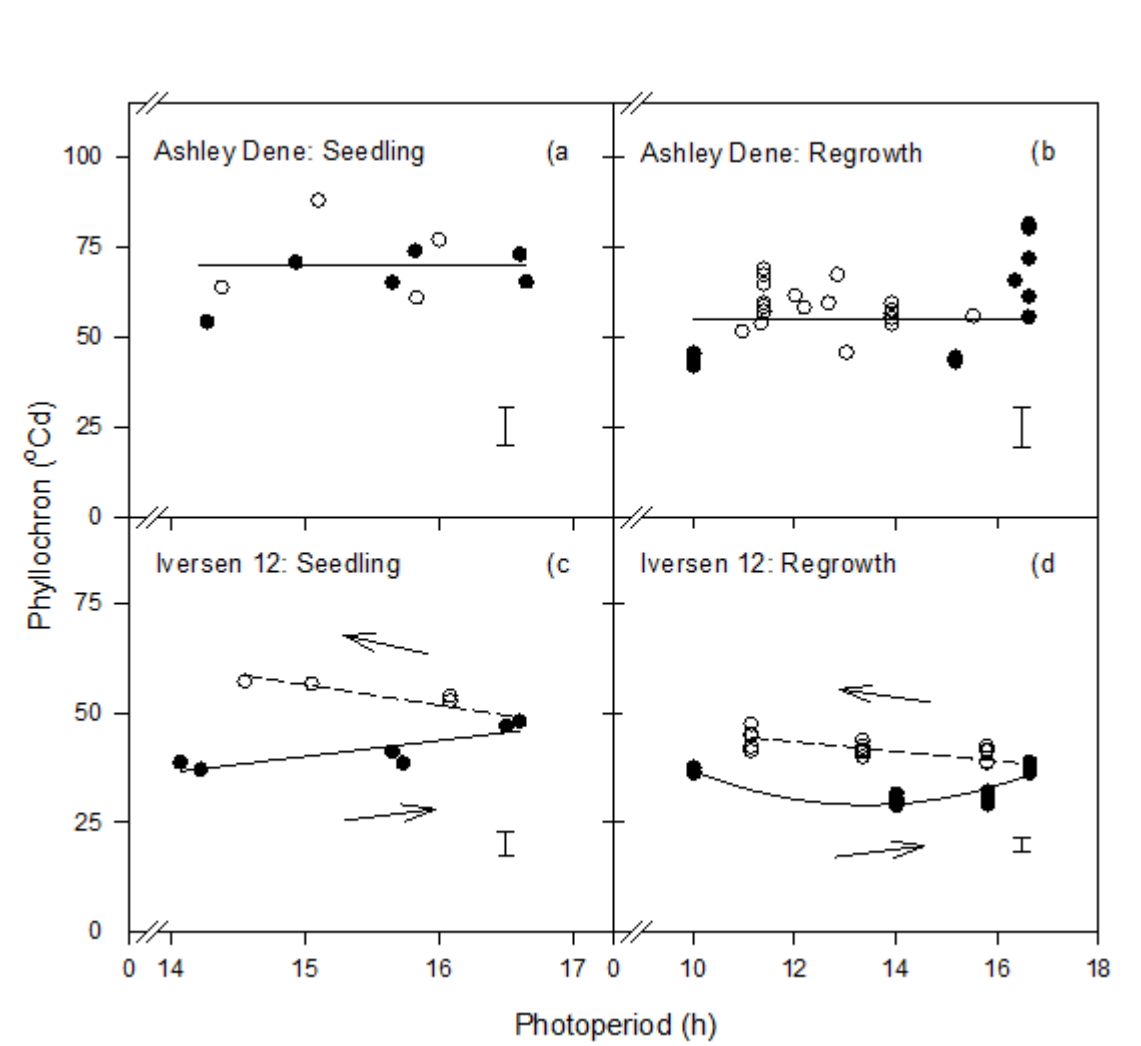 Ashley Dene: Seedling (a
Ashley Dene: Regrowth (b
100
75
50
25
0
Phyllochron (ºCd)
Iversen 12: Seedling (c
Iversen 12: Regrowth (d
75
50
25
0
0 14 15 16 17 0 10 12 14 16 18
Photoperiod (h)